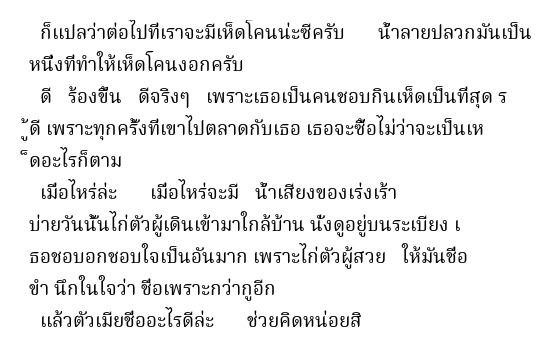 ก็แปลว่าต่อไปที่เราจะมีเห็ดโคนน่ะซีครับ น้ำลายปลวกมันเป็น
หนึ่งที่ทำให้เห็ดโคนงอกครับ
ดี ร้องขึ้น ดีจริงๆ เพราะเธอเป็นคนชอบกินเห็ดเป็นที่สุด ร
ู้ดี เพราะทุกครั้งที่เขาไปตลาดกับเธอ เธอจะซื้อไม่ว่าจะเป็นเห
็ดอะไรก็ตาม
เมื่อไหร่ล่ะ เมื่อไหร่จะมี น้ำเสียงของเร่งเร้า
บ่ายวันนั้นไก่ตัวผู้เดินเข้ามาใกล้บ้าน นั่งดูอยู่บนระเบียง เ
ธอชอบอกชอบใจเป็นอันมาก เพราะไก่ตัวผู้สวย ให้มันชื่อ
ขำ นึกในใจว่า ชื่อเพราะกว่ากูอีก
แล้วตัวเมียชื่ออะไรดีล่ะ ช่วยคิดหน่อยสิ